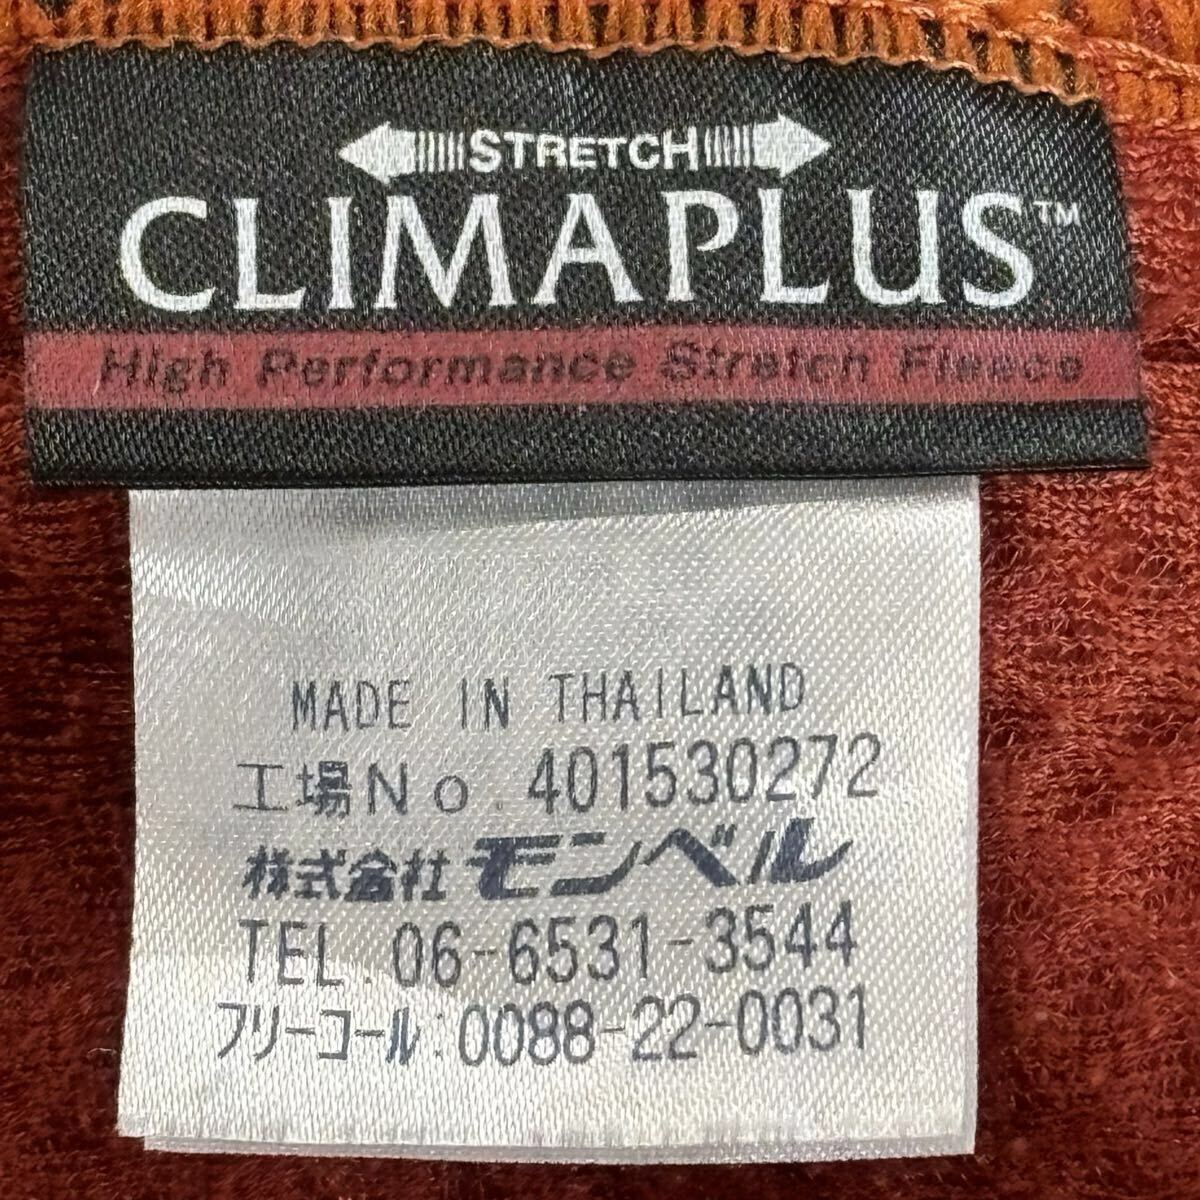 STRETCH
CLIMAPLUS™
High Performance Stretch Fleece
MADE IN THAILAND
工場No. 401530272
株式会社モンベル
TEL. 06-6531-3544
フリーコール:0088-22-0031